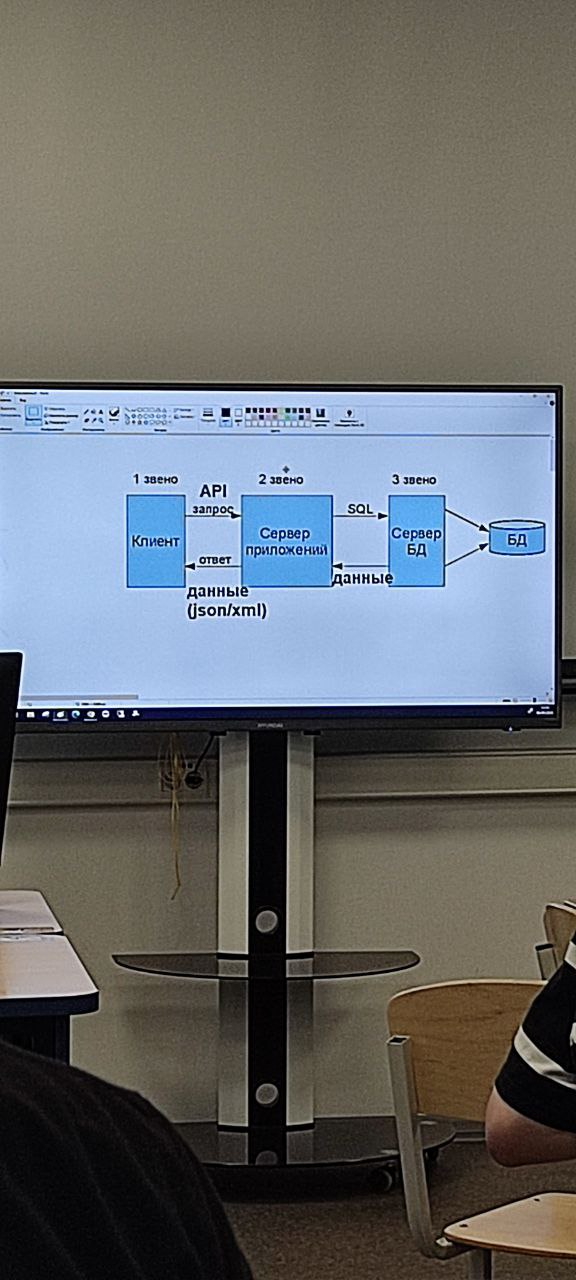 1 звено
2 звено
3 звено
API
запрос
SQL
Клиент
Сервер
приложений
Сервер
БД
БД
ответ
данные
данные
(json/xml)
HYUNDAI